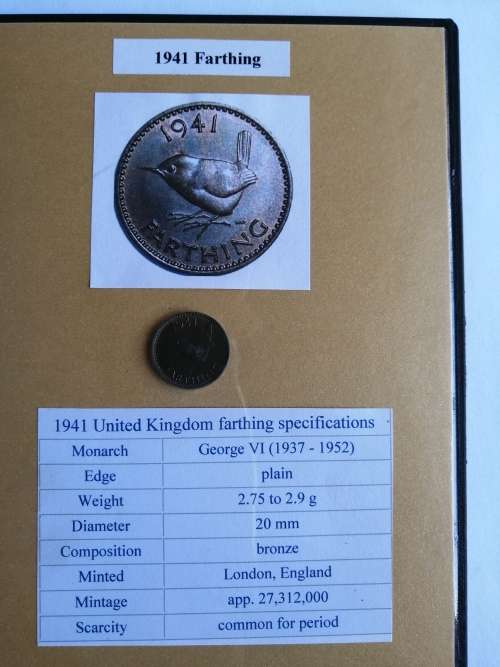 1941 Farthing
1941
FARTHING
1941
FARTHING
1941 United Kingdom farthing specifications
Monarch George VI (1937 - 1952)
Edge plain
Weight 2.75 to 2.9 g
Diameter 20 mm
Composition bronze
Minted London, England
Mintage app. 27,312,000
Scarcity common for period